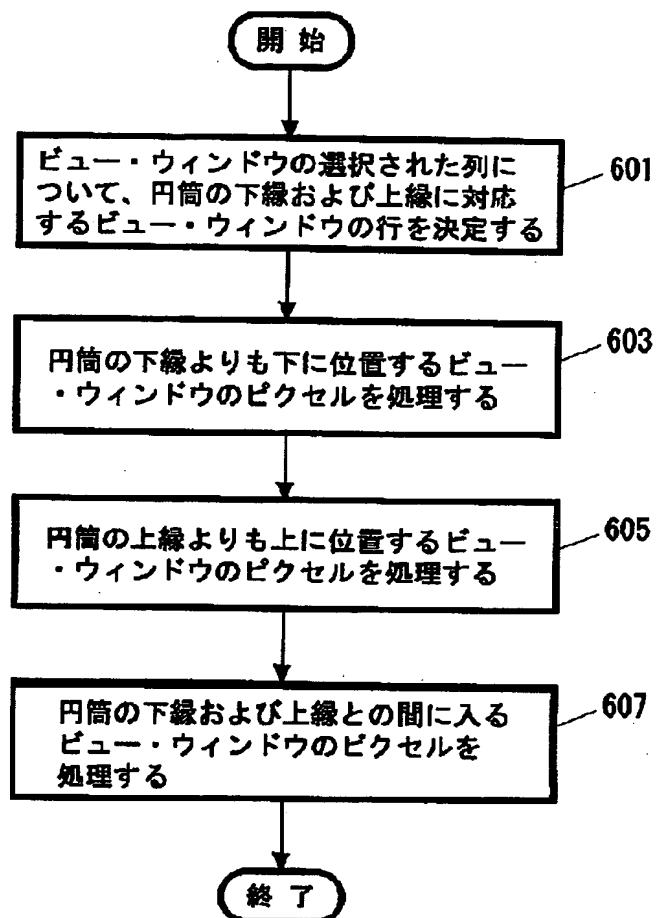 開 始
ビュー・ウィンドウの選択された列に
ついて、円筒の下縁および上縁に対応
するビュー・ウィンドウの行を決定する
601
円筒の下縁よりも下に位置するビュー
・ウィンドウのピクセルを処理する
603
円筒の上縁よりも上に位置するビュー
・ウィンドウのピクセルを処理する
605
円筒の下縁および上縁との間に入る
ビュー・ウィンドウのピクセルを
処理する
607
終 了